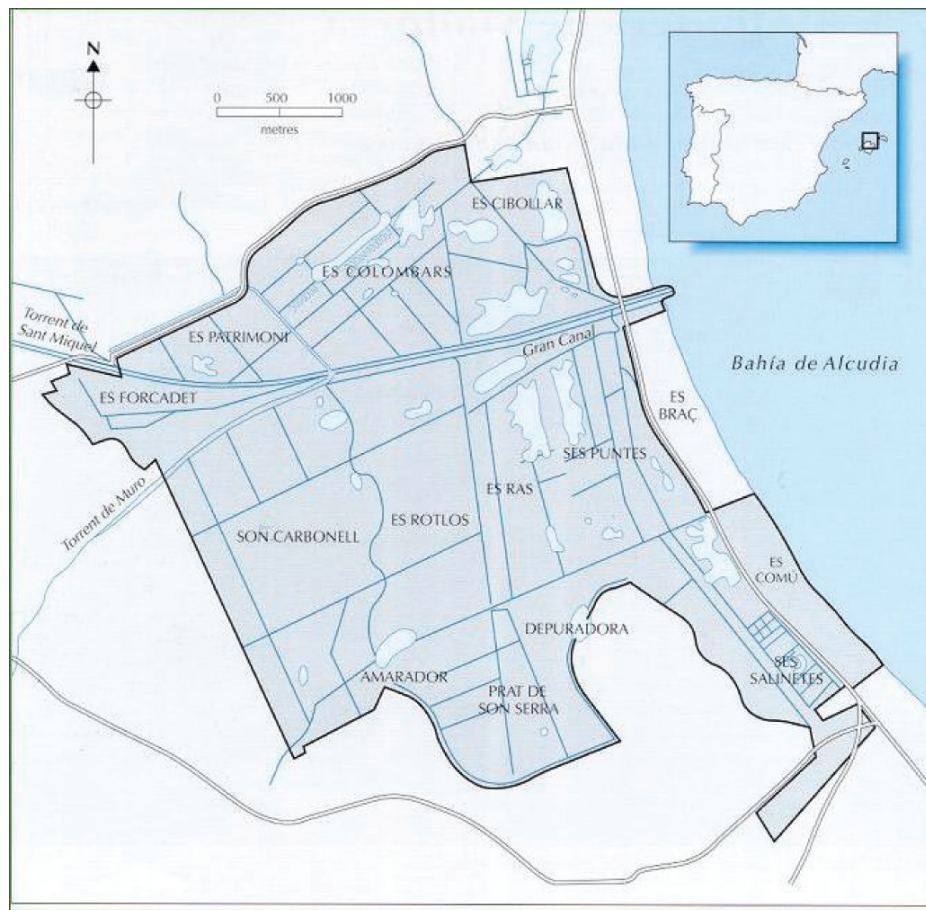 N
0 500 1000
metres
ES CIBOLLAR
ES COLOMBARS
Torrent de
Sant Miquel
ES PATRIMONI
Gran Canal
Bahía de Alcudia
ES FORCADET
ES
BRAÇ
SES PUNTES
Torrent de Muro
ES RAS
SON CARBONELL
ES ROTLOS
ES
COMÚ
DEPURADORA
AMARADOR
SES
SALINETES
PRAT DE
SON SERRA